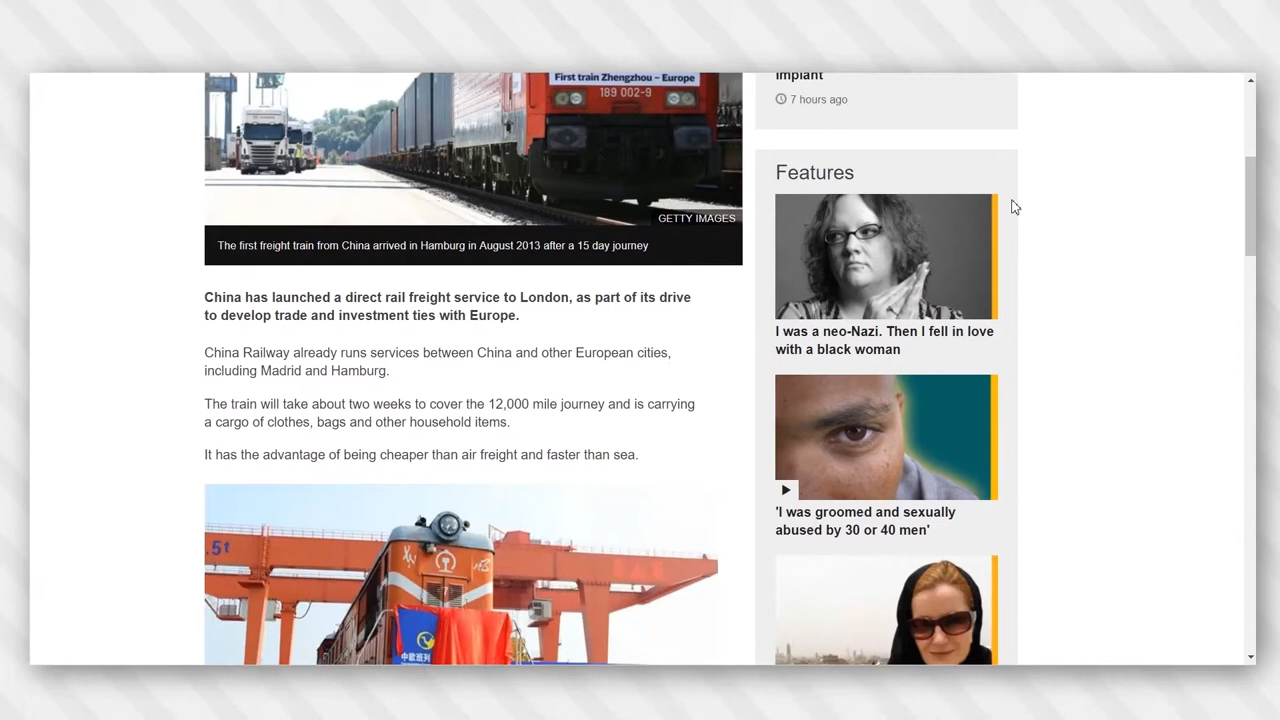 First train Zhengzhou – Europe
189 002-9
GETTY IMAGES
The first freight train from China arrived in Hamburg in August 2013 after a 15 day journey
China has launched a direct rail freight service to London, as part of its drive
to develop trade and investment ties with Europe.
China Railway already runs services between China and other European cities,
including Madrid and Hamburg.
The train will take about two weeks to cover the 12,000 mile journey and is carrying
a cargo of clothes, bags and other household items.
It has the advantage of being cheaper than air freight and faster than sea.
.5t
中欧班列
implant
7 hours ago
Features
I was a neo-Nazi. Then I fell in love
with a black woman
'I was groomed and sexually
abused by 30 or 40 men'